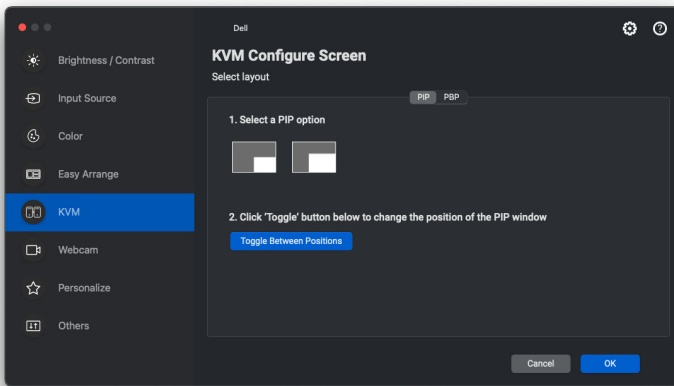 Dell
Brightness / Contrast
Input Source
Color
Easy Arrange
KVM
Webcam
Personalize
Others
KVM Configure Screen
Select layout
PIP PBP
1. Select a PIP option
2. Click 'Toggle' button below to change the position of the PIP window
Toggle Between Positions
Cancel OK